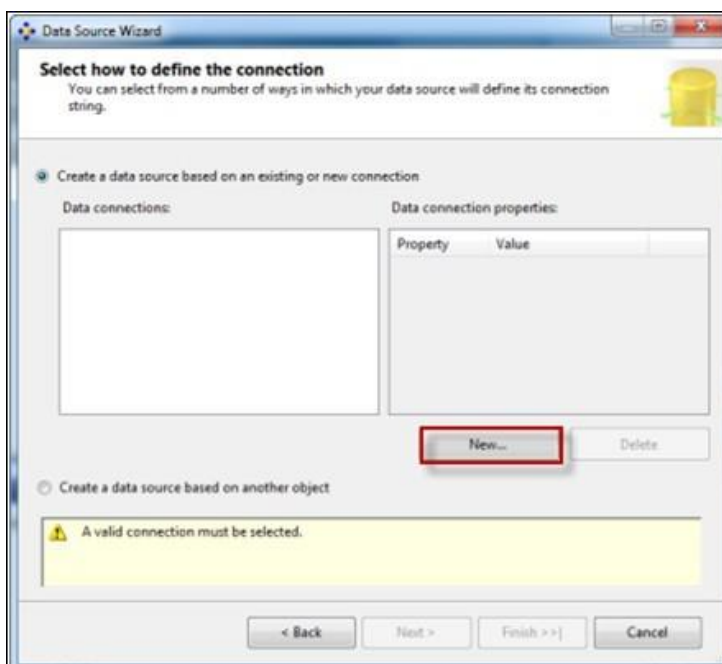 Data Source Wizard
Select how to define the connection
You can select from a number of ways in which your data source will define its connection
string.
Create a data source based on an existing or new connection
Data connections:
Data connection properties:
Property Value
New...
Delete
Create a data source based on another object
A valid connection must be selected.
< Back
Next >
Finish >>|
Cancel